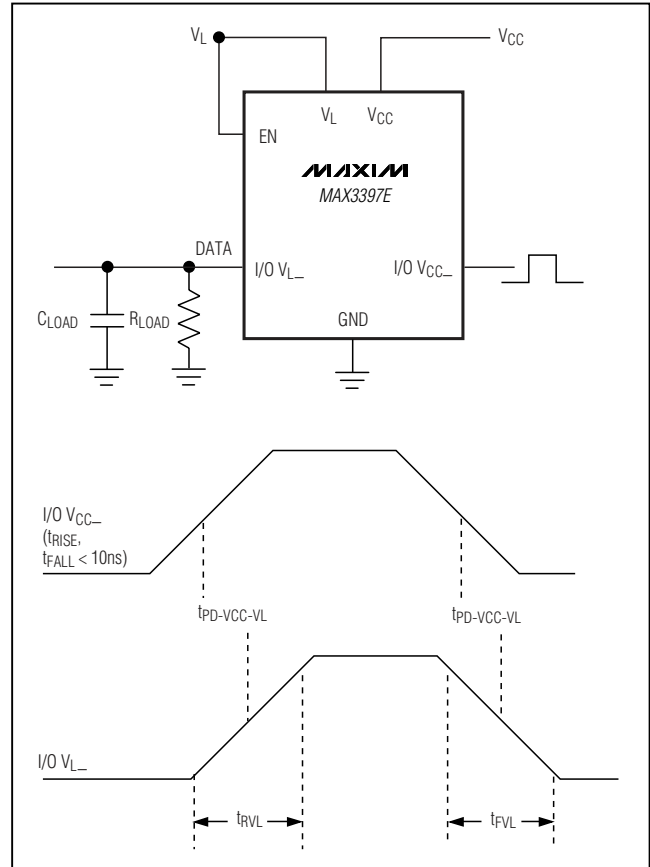 VL
VCC
VL VCC
EN
MAXIM
MAX3397E
DATA
I/O VL_
I/O VCC_
CLOAD
RLOAD
GND
I/O VCC_
(tRISE,
tFALL < 10ns)
tPD-VCC-VL
tPD-VCC-VL
I/O VL_
tRVL
tFVL